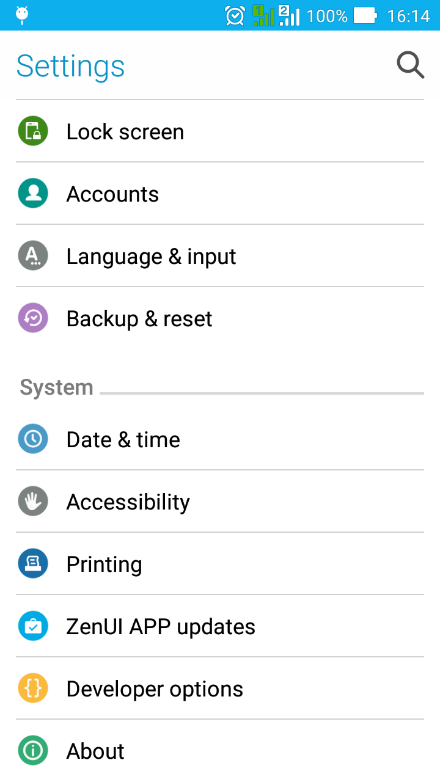 2 100% 16:14
Settings
Lock screen
Accounts
A Language & input
Backup & reset
System
Date & time
Accessibility
Printing
ZenUI APP updates
{} Developer options
About